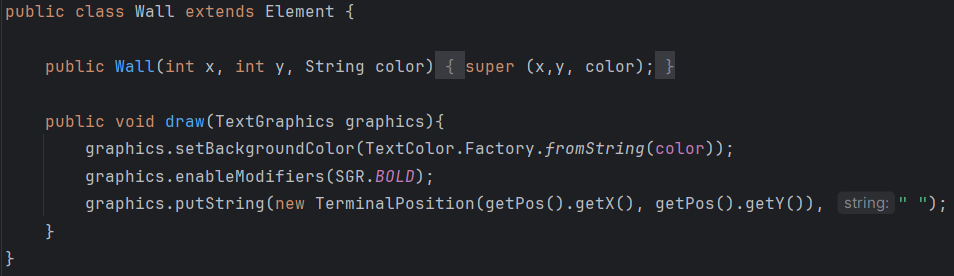 public class Wall extends Element {
public Wall(int x, int y, String color) { super (x,y, color); }
public void draw(TextGraphics graphics){
graphics.setBackgroundColor(TextColor.Factory.fromString(color));
graphics.enableModifiers(SGR.BOLD);
graphics.putString(new TerminalPosition(getPos().getX(), getPos().getY()), string: " ");
}
}